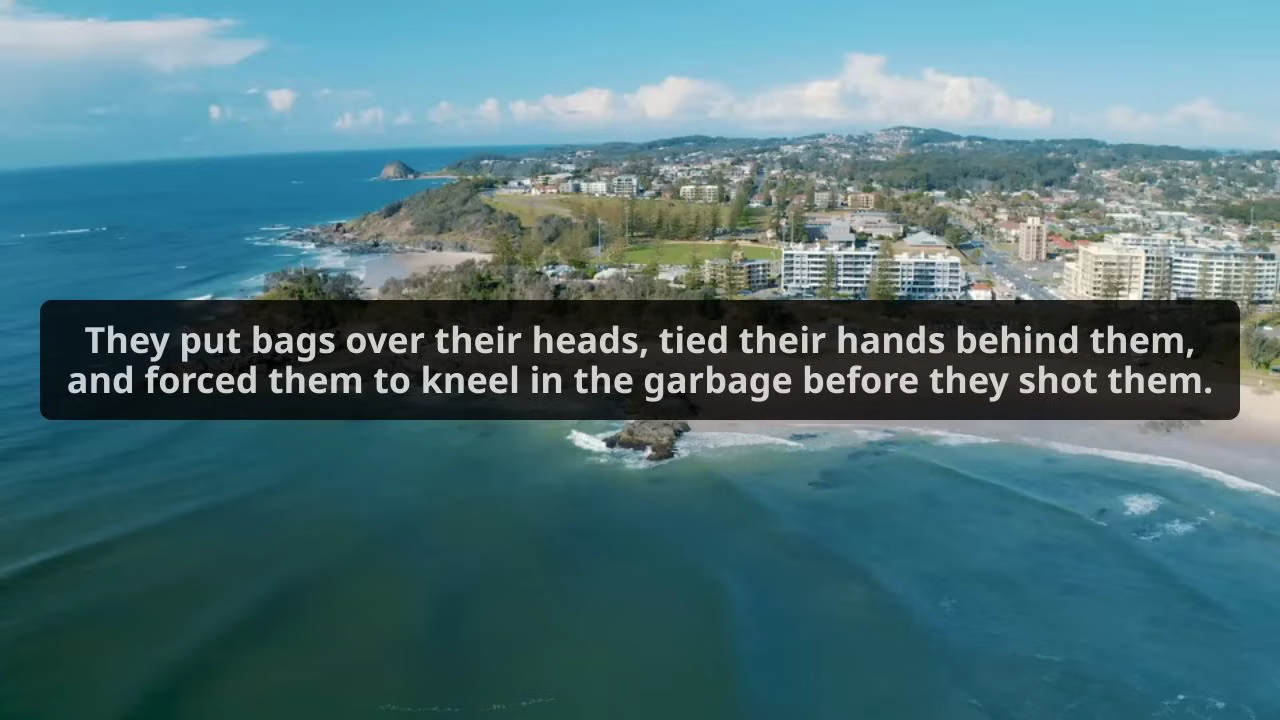 They put bags over their heads, tied their hands behind them,
and forced them to kneel in the garbage before they shot them.